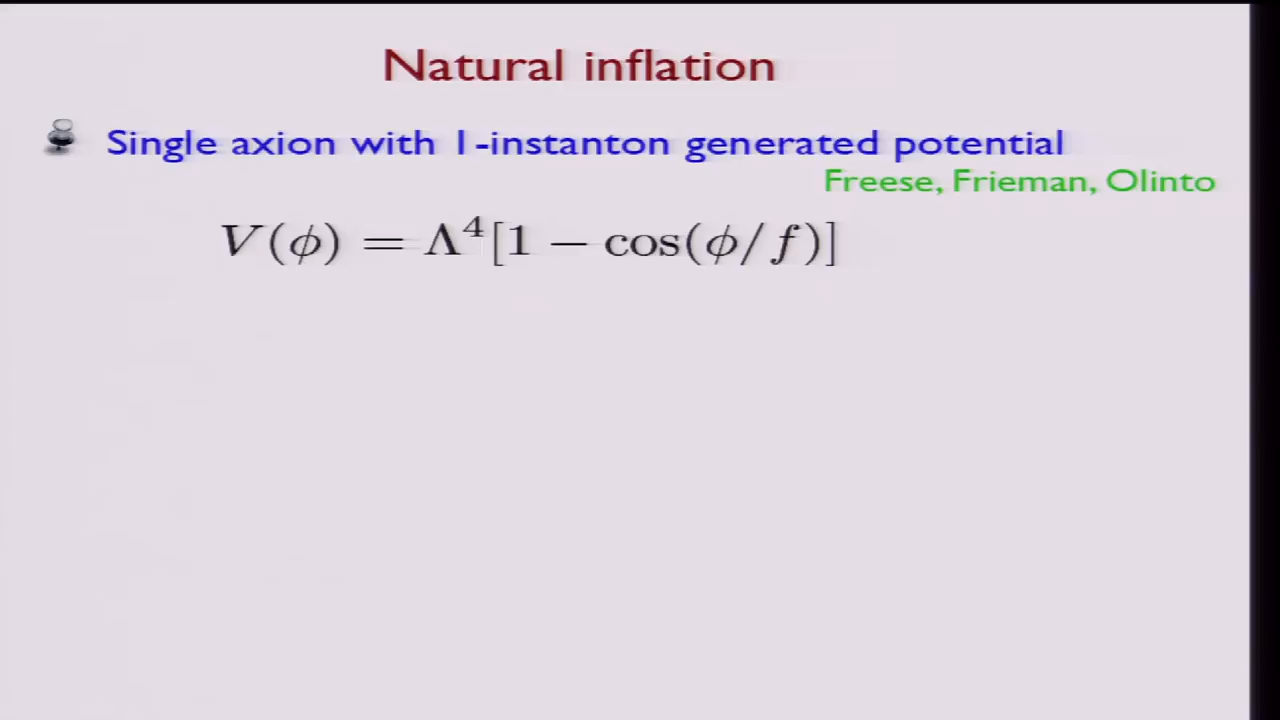 Natural inflation
Single axion with 1-instanton generated potential
Freese, Frieman, Olinto
V(ϕ) = Λ⁴[1 − cos(ϕ/f)]